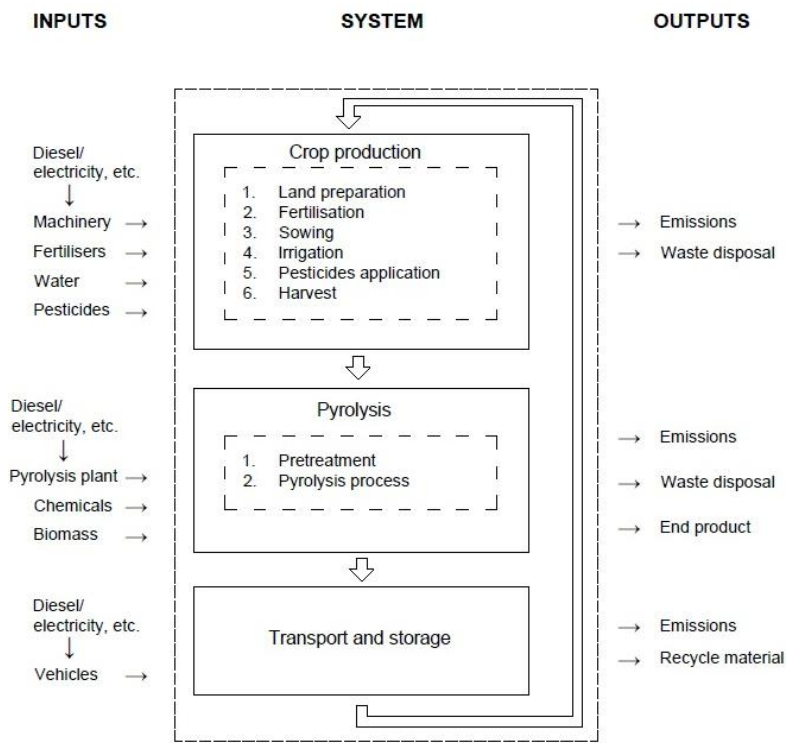 INPUTS
SYSTEM
OUTPUTS
Diesel/
electricity, etc.
↓
Machinery →
Fertilisers →
Water →
Pesticides →
Crop production
1. Land preparation
2. Fertilisation
3. Sowing
4. Irrigation
5. Pesticides application
6. Harvest
→ Emissions
→ Waste disposal
Diesel/
electricity, etc.
↓
Pyrolysis plant →
Chemicals →
Biomass →
Pyrolysis
1. Pretreatment
2. Pyrolysis process
→ Emissions
→ Waste disposal
→ End product
Diesel/
electricity, etc.
↓
Vehicles →
Transport and storage
→ Emissions
→ Recycle material